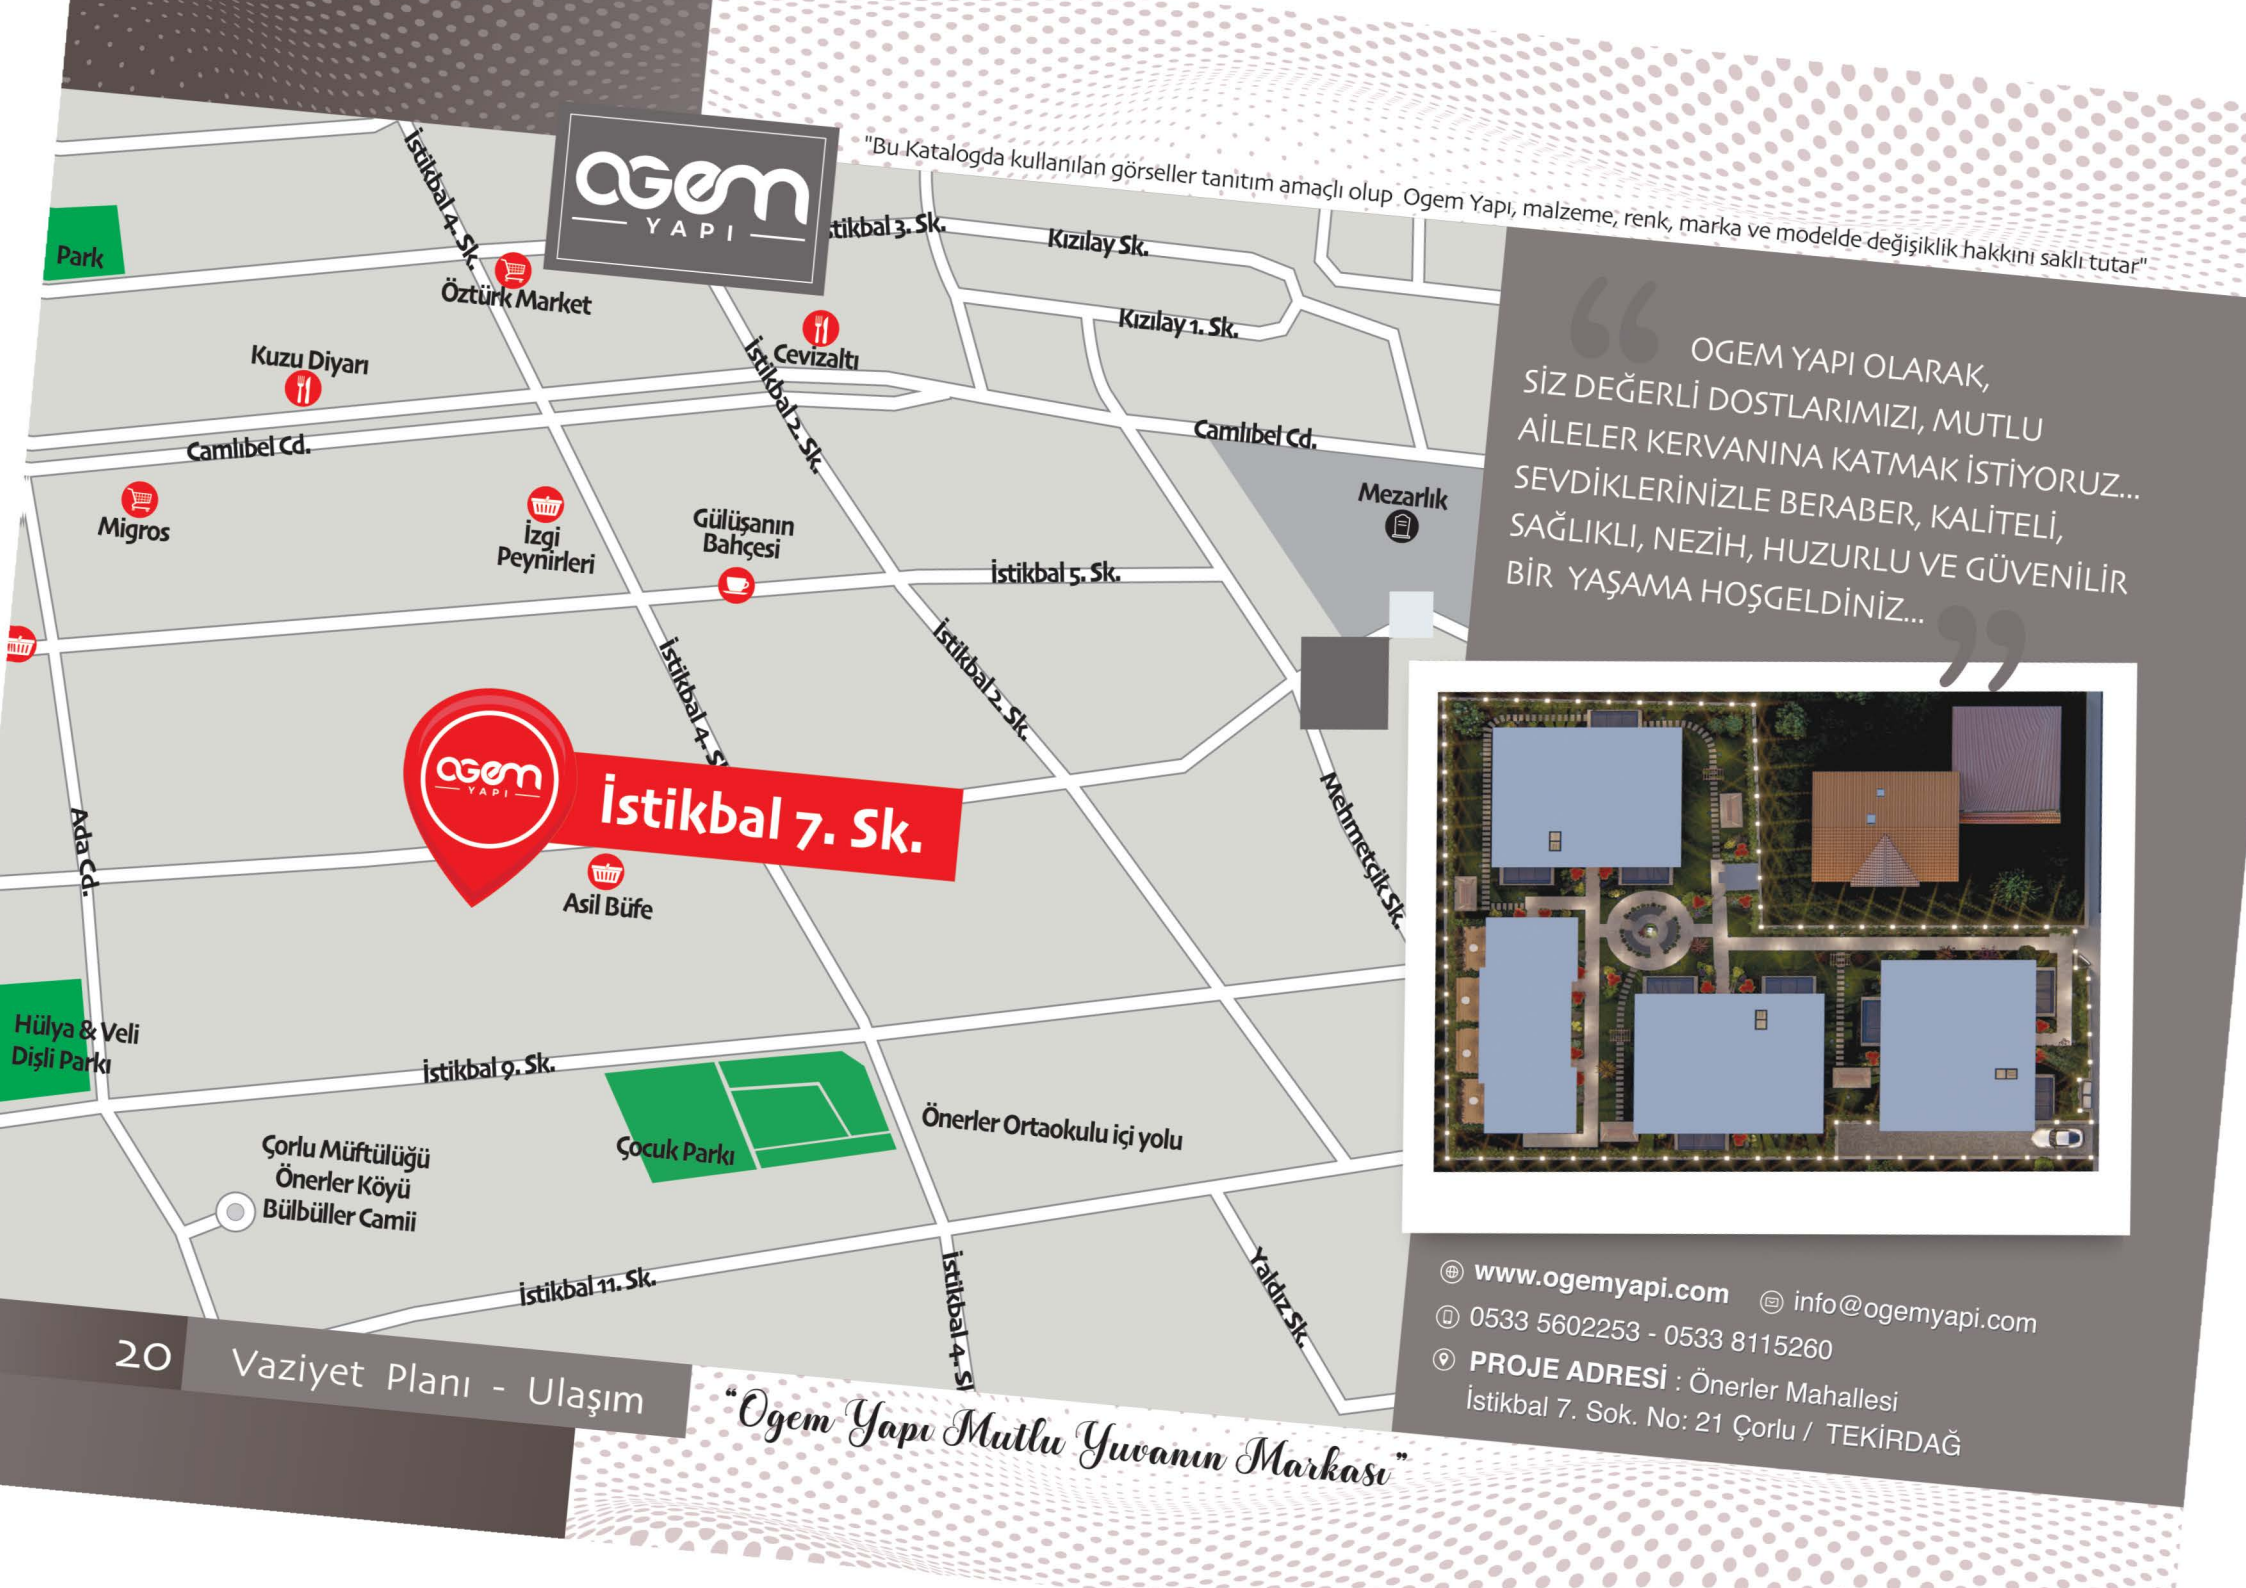 "Bu Katalogda kullanılan görseller tanıtım amaçlı olup Ogem Yapı, malzeme, renk, marka ve modelde değişiklik hakkını saklı tutar"
OGEM
YAPI
İstikbal 4. Sk.
tikbal 3. Sk.
Kızılay Sk.
Park
Öztürk Market
Kızılay 1. Sk.
Kuzu Diyarı
Cevizaltı
İstikbal 2. Sk.
Camlıbel Cd.
Camlıbel Cd.
Mezarlık
Migros
İzgi
Peynirleri
Gülüşanın
Bahçesi
İstikbal 5. Sk.
İstikbal 4. S
İstikbal 2. Sk.
OGEM
YAPI
İstikbal 7. Sk.
Ada Cd.
Mehmetçik Sk.
Asil Büfe
Hülya & Veli
Dişli Parkı
İstikbal 9. Sk.
Çocuk Parkı
Önerler Ortaokulu içi yolu
Çorlu Müftülüğü
Önerler Köyü
Bülbüller Camii
İstikbal 11. Sk.
İstikbal 4. S
Yaldız Sk.
“
OGEM YAPI OLARAK,
SİZ DEĞERLİ DOSTLARIMIZI, MUTLU
AİLELER KERVANINA KATMAK İSTİYORUZ...
SEVDİKLERİNİZLE BERABER, KALİTELİ,
SAĞLIKLI, NEZİH, HUZURLU VE GÜVENİLİR
BİR YAŞAMA HOŞGELDİNİZ...
”
www.ogemyapi.com info@ogemyapi.com
0533 5602253 - 0533 8115260
PROJE ADRESİ : Önerler Mahallesi
İstikbal 7. Sok. No: 21 Çorlu / TEKİRDAĞ
20
Vaziyet Planı - Ulaşım
“Ogem Yapı Mutlu Yuvanın Markası”